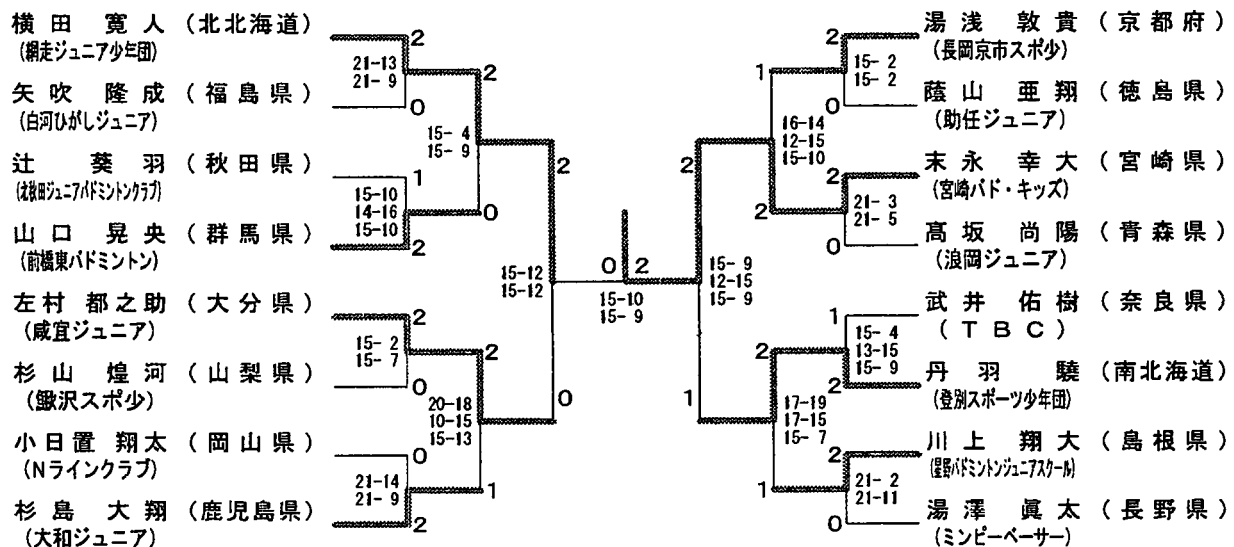 横田 寛人 (北北海道)
(網走ジュニア少年団)
矢吹 隆成 (福島県)
(白河ひがしジュニア)
辻 葵羽 (秋田県)
(北秋田ジュニアバドミントンクラブ)
山口 晃央 (群馬県)
(前橋東バドミントン)
左村 都之助 (大分県)
(咸宜ジュニア)
杉山 煌河 (山梨県)
(鰍沢スポ少)
小日置 翔太 (岡山県)
(Nラインクラブ)
杉島 大翔 (鹿児島県)
(大和ジュニア)
2
21-13
21- 9
0
2
1
15-10
14-16
15-10
2
0
15- 4
15- 9
2
2
15- 2
15- 7
0
2
0
21-14
21- 9
2
1
20-18
10-15
15-13
0
15-12
15-12
0 2
15-10
15- 9
2
15- 9
12-15
15- 9
1
1
16-14
12-15
15-10
2
2
17-19
17-15
15- 7
1
2
15- 2
15- 2
0
2
21- 3
21- 5
0
1
15- 4
13-15
15- 9
2
2
21- 2
21-11
0
湯浅 敦貴 (京都府)
(長岡京市スポ少)
蔭山 亜翔 (徳島県)
(助任ジュニア)
末永 幸大 (宮崎県)
(宮崎バド・キッズ)
髙坂 尚陽 (青森県)
(浪岡ジュニア)
武井 佑樹 (奈良県)
(TBC)
丹羽 驍 (南北海道)
(登別スポーツ少年団)
川上 翔大 (島根県)
(星野バドミントンジュニアスクール)
湯澤 眞太 (長野県)
(ミンピーベーサー)